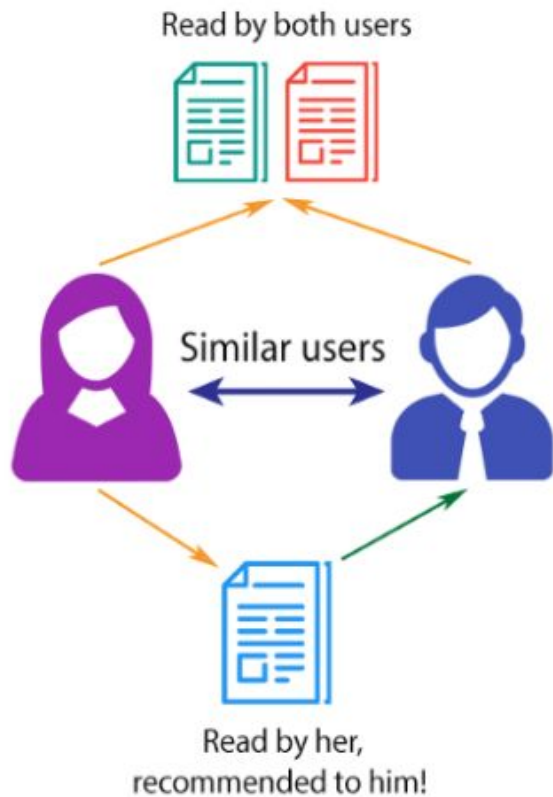 Read by both users
Similar users
Read by her,
recommended to him!